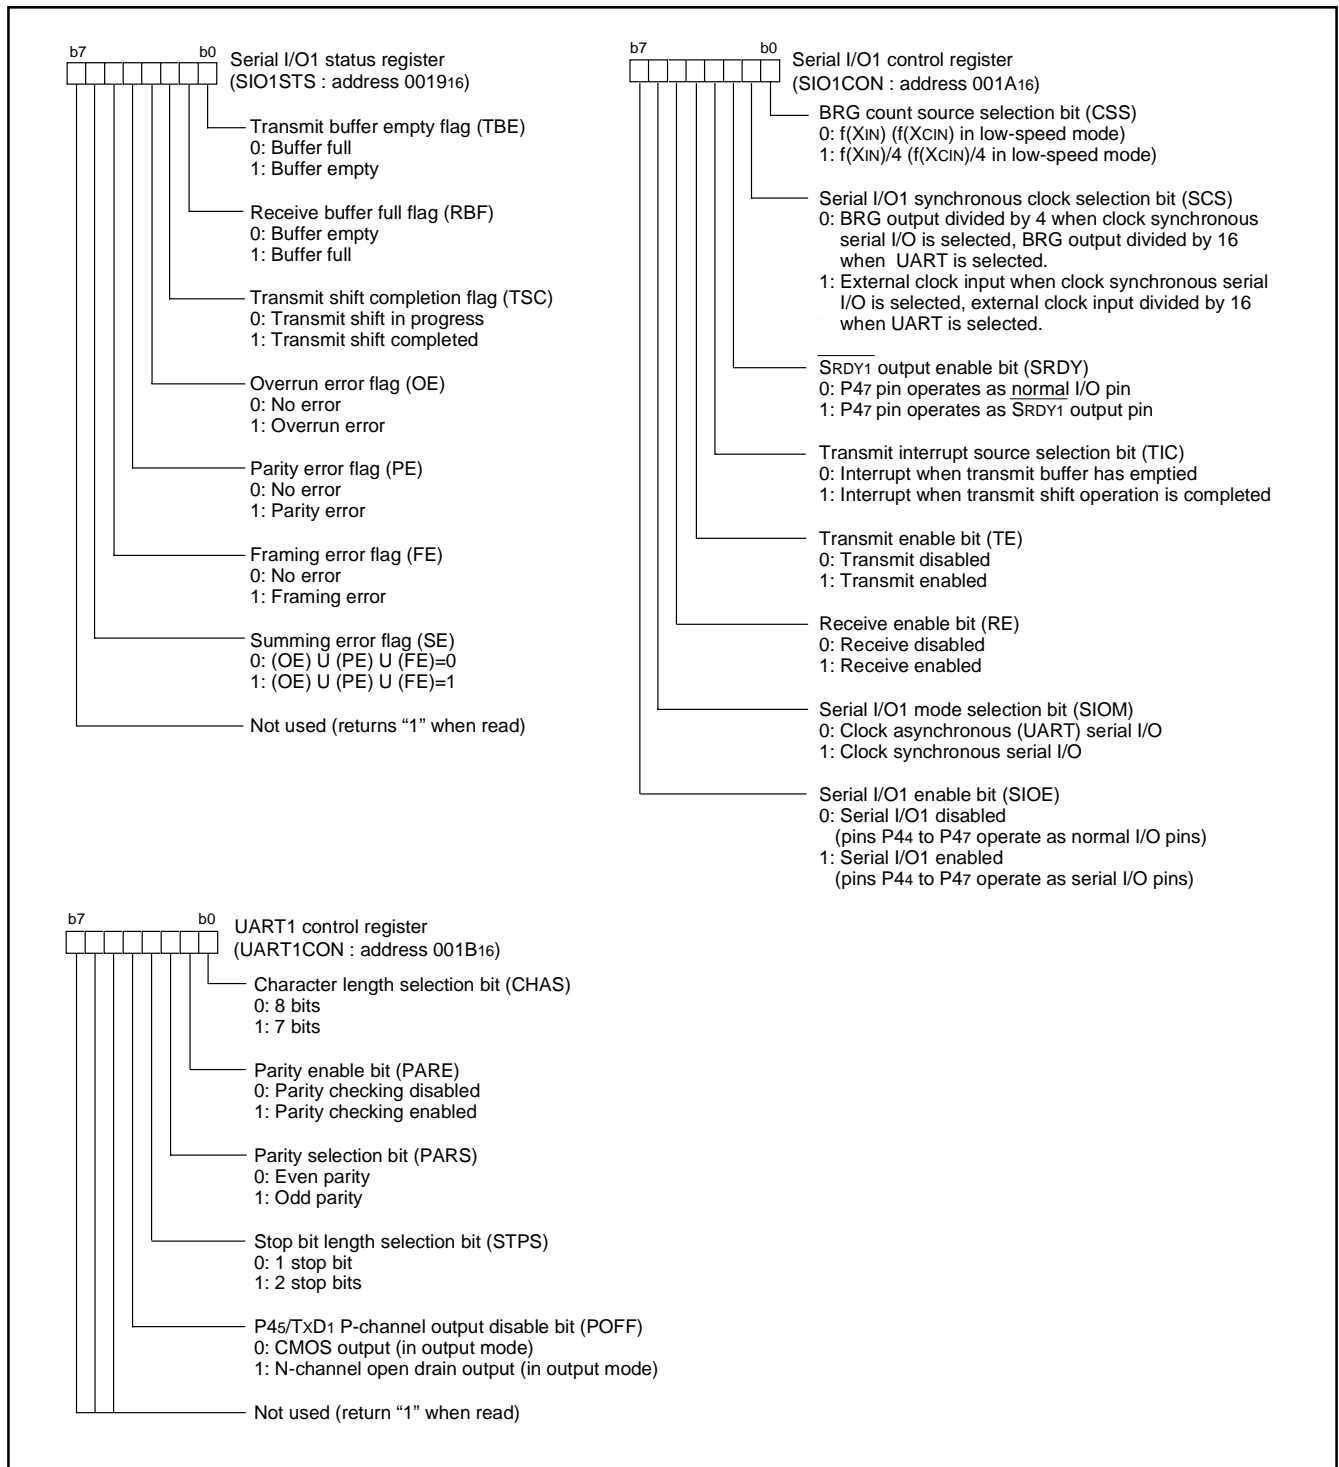 b7 b0 Serial I/O1 status register
(SIO1STS : address 001916)
Transmit buffer empty flag (TBE)
0: Buffer full
1: Buffer empty
Receive buffer full flag (RBF)
0: Buffer empty
1: Buffer full
Transmit shift completion flag (TSC)
0: Transmit shift in progress
1: Transmit shift completed
Overrun error flag (OE)
0: No error
1: Overrun error
Parity error flag (PE)
0: No error
1: Parity error
Framing error flag (FE)
0: No error
1: Framing error
Summing error flag (SE)
0: (OE) U (PE) U (FE)=0
1: (OE) U (PE) U (FE)=1
Not used (returns “1” when read)
b7 b0 Serial I/O1 control register
(SIO1CON : address 001A16)
BRG count source selection bit (CSS)
0: f(XIN) (f(XCIN) in low-speed mode)
1: f(XIN)/4 (f(XCIN)/4 in low-speed mode)
Serial I/O1 synchronous clock selection bit (SCS)
0: BRG output divided by 4 when clock synchronous
serial I/O is selected, BRG output divided by 16
when UART is selected.
1: External clock input when clock synchronous serial
I/O is selected, external clock input divided by 16
when UART is selected.
SRDY1 output enable bit (SRDY)
0: P47 pin operates as normal I/O pin
1: P47 pin operates as SRDY1 output pin
Transmit interrupt source selection bit (TIC)
0: Interrupt when transmit buffer has emptied
1: Interrupt when transmit shift operation is completed
Transmit enable bit (TE)
0: Transmit disabled
1: Transmit enabled
Receive enable bit (RE)
0: Receive disabled
1: Receive enabled
Serial I/O1 mode selection bit (SIOM)
0: Clock asynchronous (UART) serial I/O
1: Clock synchronous serial I/O
Serial I/O1 enable bit (SIOE)
0: Serial I/O1 disabled
(pins P44 to P47 operate as normal I/O pins)
1: Serial I/O1 enabled
(pins P44 to P47 operate as serial I/O pins)
b7 b0 UART1 control register
(UART1CON : address 001B16)
Character length selection bit (CHAS)
0: 8 bits
1: 7 bits
Parity enable bit (PARE)
0: Parity checking disabled
1: Parity checking enabled
Parity selection bit (PARS)
0: Even parity
1: Odd parity
Stop bit length selection bit (STPS)
0: 1 stop bit
1: 2 stop bits
P45/TXD1 P-channel output disable bit (POFF)
0: CMOS output (in output mode)
1: N-channel open drain output (in output mode)
Not used (return “1” when read)